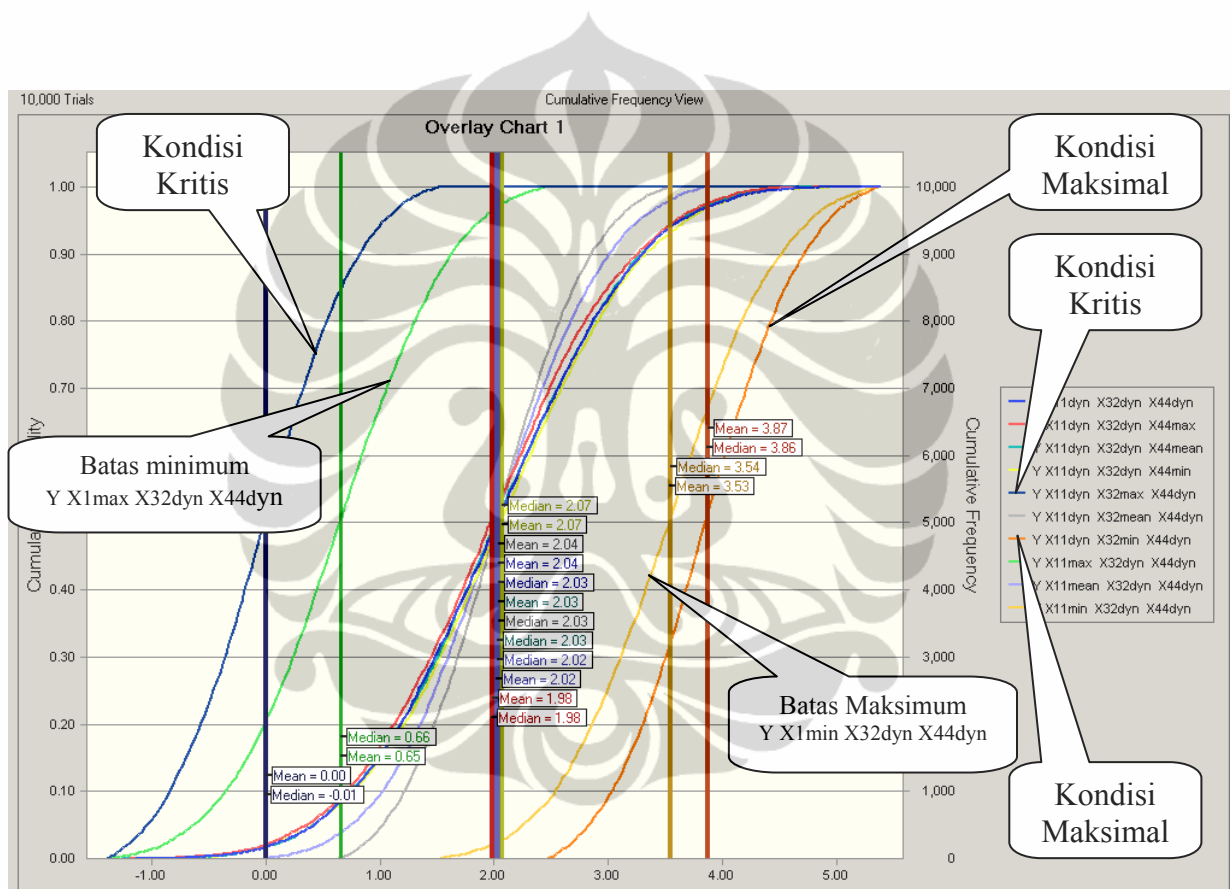 10,000 Trials
Cumulative Frequency View
Overlay Chart 1
Kondisi
Kritis
Kondisi
Maksimal
Kondisi
Kritis
Kondisi
Maksimal
Batas minimum
Y X1max X32dyn X44dyn
Batas Maksimum
Y X1min X32dyn X44dyn
1.00
0.90
0.80
0.70
0.40
0.30
0.20
0.10
0.00
-1.00
0.00
1.00
2.00
3.00
4.00
5.00
10,000
9,000
8,000
7,000
6,000
5,000
4,000
3,000
1,000
0
Cumulative Frequency
Mean = 3.87
Median = 3.86
Median = 3.54
Mean = 3.53
Median = 2.07
Mean = 2.07
Mean = 2.04
Mean = 2.04
Median = 2.03
Mean = 2.03
Mean = 2.03
Median = 2.03
Median = 2.02
Mean = 2.02
Mean = 1.98
Median = 1.98
Median = 0.66
Mean = 0.65
Mean = 0.00
Median = -0.01
X32dyn X44dyn
X11dyn X32dyn X44max
X11dyn X32dyn X44mean
Y X11dyn X32dyn X44min
Y X11dyn X32max X44dyn
Y X11dyn X32mean X44dyn
Y X11dyn X32min X44dyn
Y X11max X32dyn X44dyn
Y X11mean X32dyn X44dyn
X11min X32dyn X44dyn